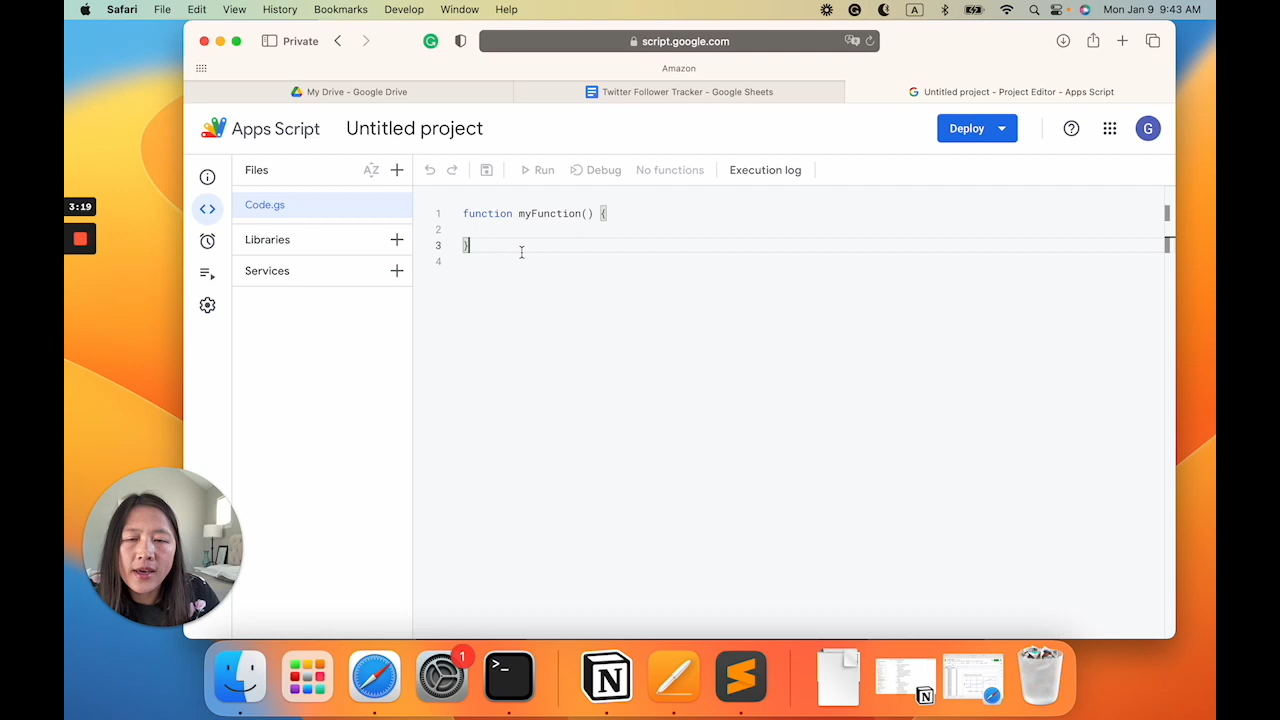 Safari File Edit View History Bookmarks Develop Window Help
A
Mon Jan 9 9:43 AM
Private
script.google.com
Amazon
My Drive - Google Drive
Twitter Follower Tracker - Google Sheets
Untitled project - Project Editor - Apps Script
Apps Script
Untitled project
Deploy
G
Files
AZ
Run
Debug
No functions
Execution log
3:19
Code.gs
Libraries
Services
1 function myFunction() {
2
3 }
4
1
>_
N